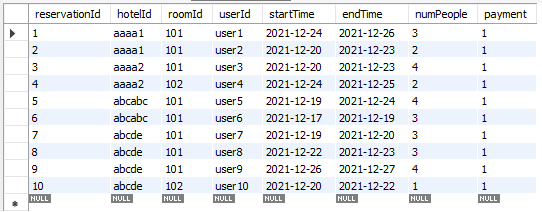 reservationId hotelId roomId userId startTime endTime numPeople payment
1 aaaa1 101 user1 2021-12-24 2021-12-26 3 1
2 aaaa1 101 user2 2021-12-20 2021-12-23 2 1
3 aaaa2 101 user3 2021-12-20 2021-12-24 4 1
4 aaaa2 102 user4 2021-12-24 2021-12-25 2 1
5 abcabc 101 user5 2021-12-19 2021-12-24 4 1
6 abcabc 101 user6 2021-12-17 2021-12-19 3 1
7 abcde 101 user7 2021-12-19 2021-12-20 3 1
8 abcde 101 user8 2021-12-22 2021-12-23 3 1
9 abcde 101 user9 2021-12-26 2021-12-27 4 1
10 abcde 102 user10 2021-12-20 2021-12-22 1 1
NULL NULL NULL NULL NULL NULL NULL NULL